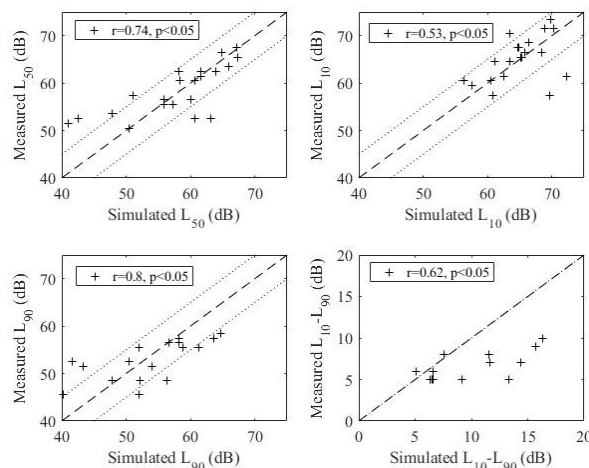 r=0.74, p<0.05
Measured L50 (dB)
70
60
50
40
40 50 60 70
Simulated L50 (dB)
r=0.53, p<0.05
Measured L10 (dB)
70
60
50
40
40 50 60 70
Simulated L10 (dB)
r=0.8, p<0.05
Measured L90 (dB)
70
60
50
40
40 50 60 70
Simulated L90 (dB)
r=0.62, p<0.05
Measured L10-L90 (dB)
20
15
10
5
0
0 5 10 15 20
Simulated L10-L90 (dB)